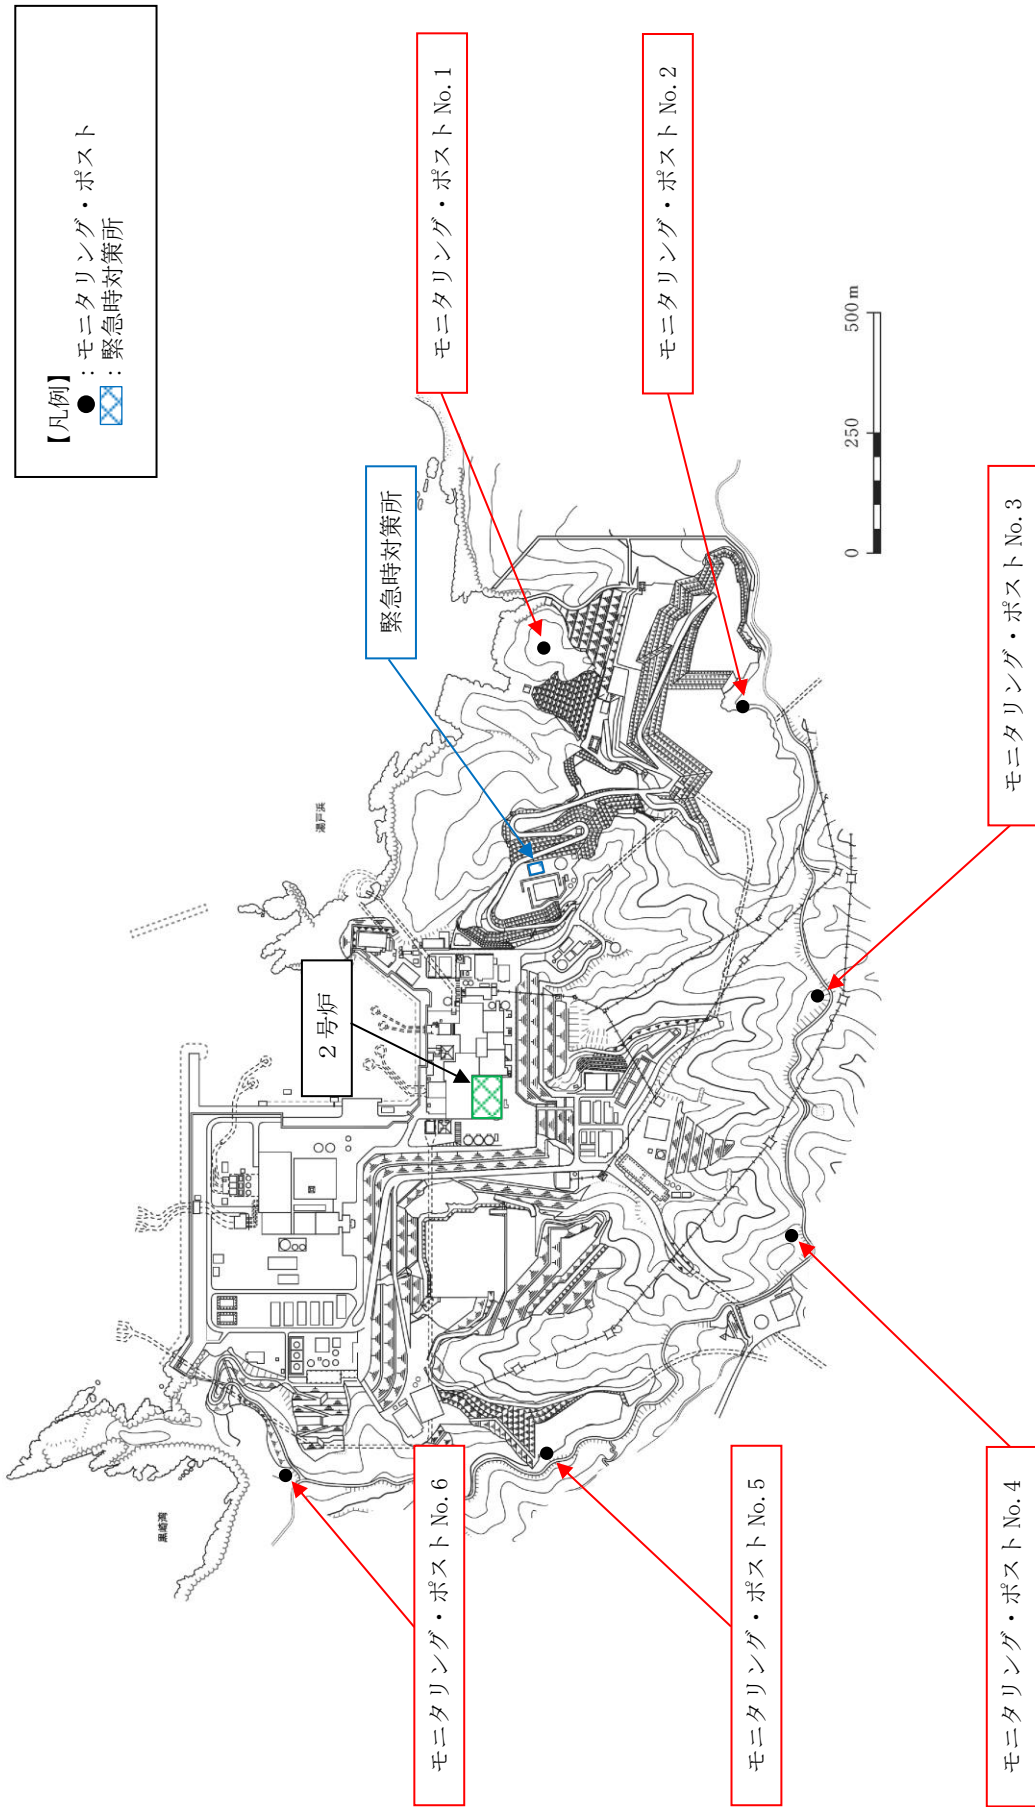 【凡例】
●：モニタリング・ポスト
：緊急時対策所
モニタリング・ポスト No.1
モニタリング・ポスト No.2
緊急時対策所
モニタリング・ポスト No.3
0 250 500m
２号炉
モニタリング・ポスト No.6
モニタリング・ポスト No.5
モニタリング・ポスト No.4